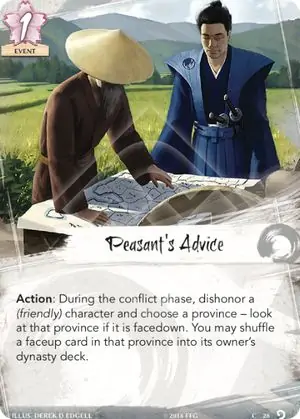 1
EVENT
Peasant's Advice
Action: During the conflict phase, dishonor a
(friendly) character and choose a province – look
at that province if it is facedown. You may shuffle
a faceup card in that province into its owner's
dynasty deck.
ILLUS. DEREK D EDGELL ©2018 FFG C 28